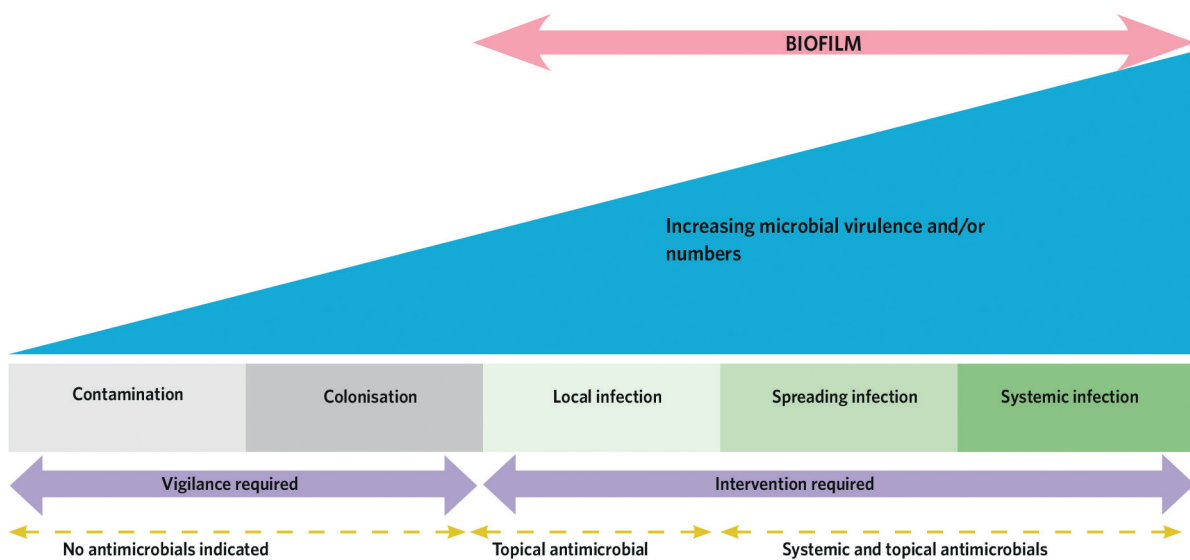 BIOFILM
Increasing microbial virulence and/or
numbers
Contamination
Colonisation
Local infection
Spreading infection
Systemic infection
Vigilance required
Intervention required
No antimicrobials indicated
Topical antimicrobial
Systemic and topical antimicrobials